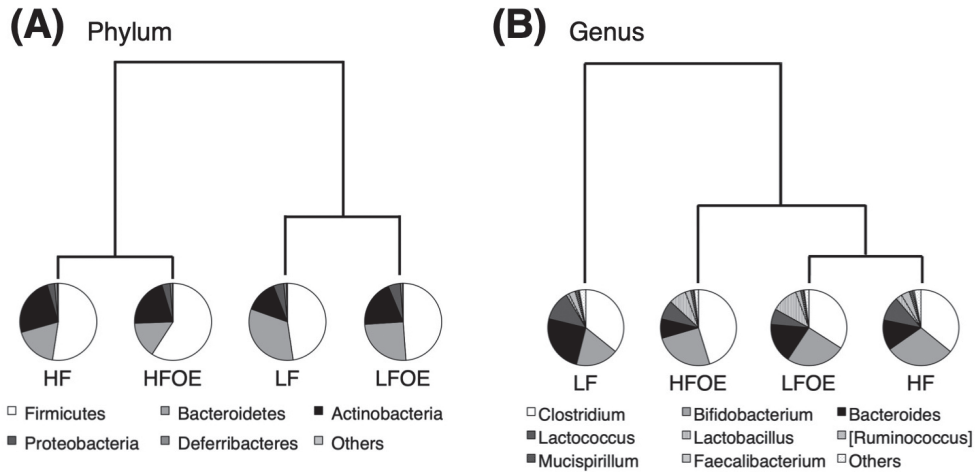 (A) Phylum
HF HFOE LF LFOE
Firmicutes Bacteroidetes Actinobacteria
Proteobacteria Deferribacteres Others
(B) Genus
LF HFOE LFOE HF
Clostridium Bifidobacterium Bacteroides
Lactococcus Lactobacillus [Ruminococcus]
Mucispirillum Faecalibacterium Others